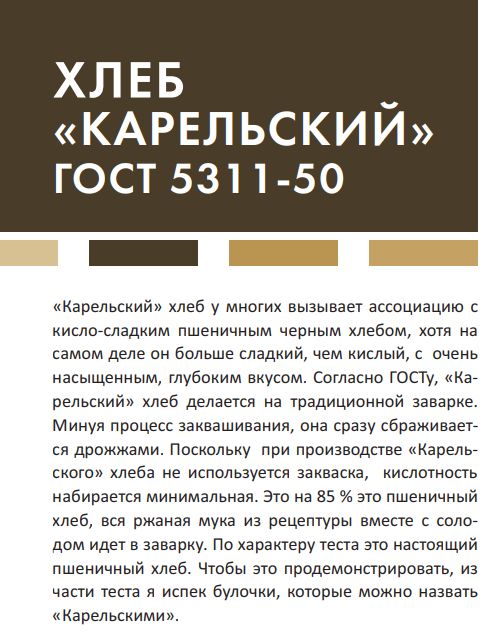 ХЛЕБ
«КАРЕЛЬСКИЙ»
ГОСТ 5311-50
«Карельский» хлеб у многих вызывает ассоциацию с
кисло-сладким пшеничным черным хлебом, хотя на
самом деле он больше сладкий, чем кислый, с очень
насыщенным, глубоким вкусом. Согласно ГОСТу, «Ка-
рельский» хлеб делается на традиционной заварке.
Минуя процесс заквашивания, она сразу сбраживает-
ся дрожжами. Поскольку при производстве «Карель-
ского» хлеба не используется закваска, кислотность
набирается минимальная. Это на 85 % это пшеничный
хлеб, вся ржаная мука из рецептуры вместе с соло-
дом идет в заварку. По характеру теста это настоящий
пшеничный хлеб. Чтобы это продемонстрировать, из
части теста я испек булочки, которые можно назвать
«Карельскими».